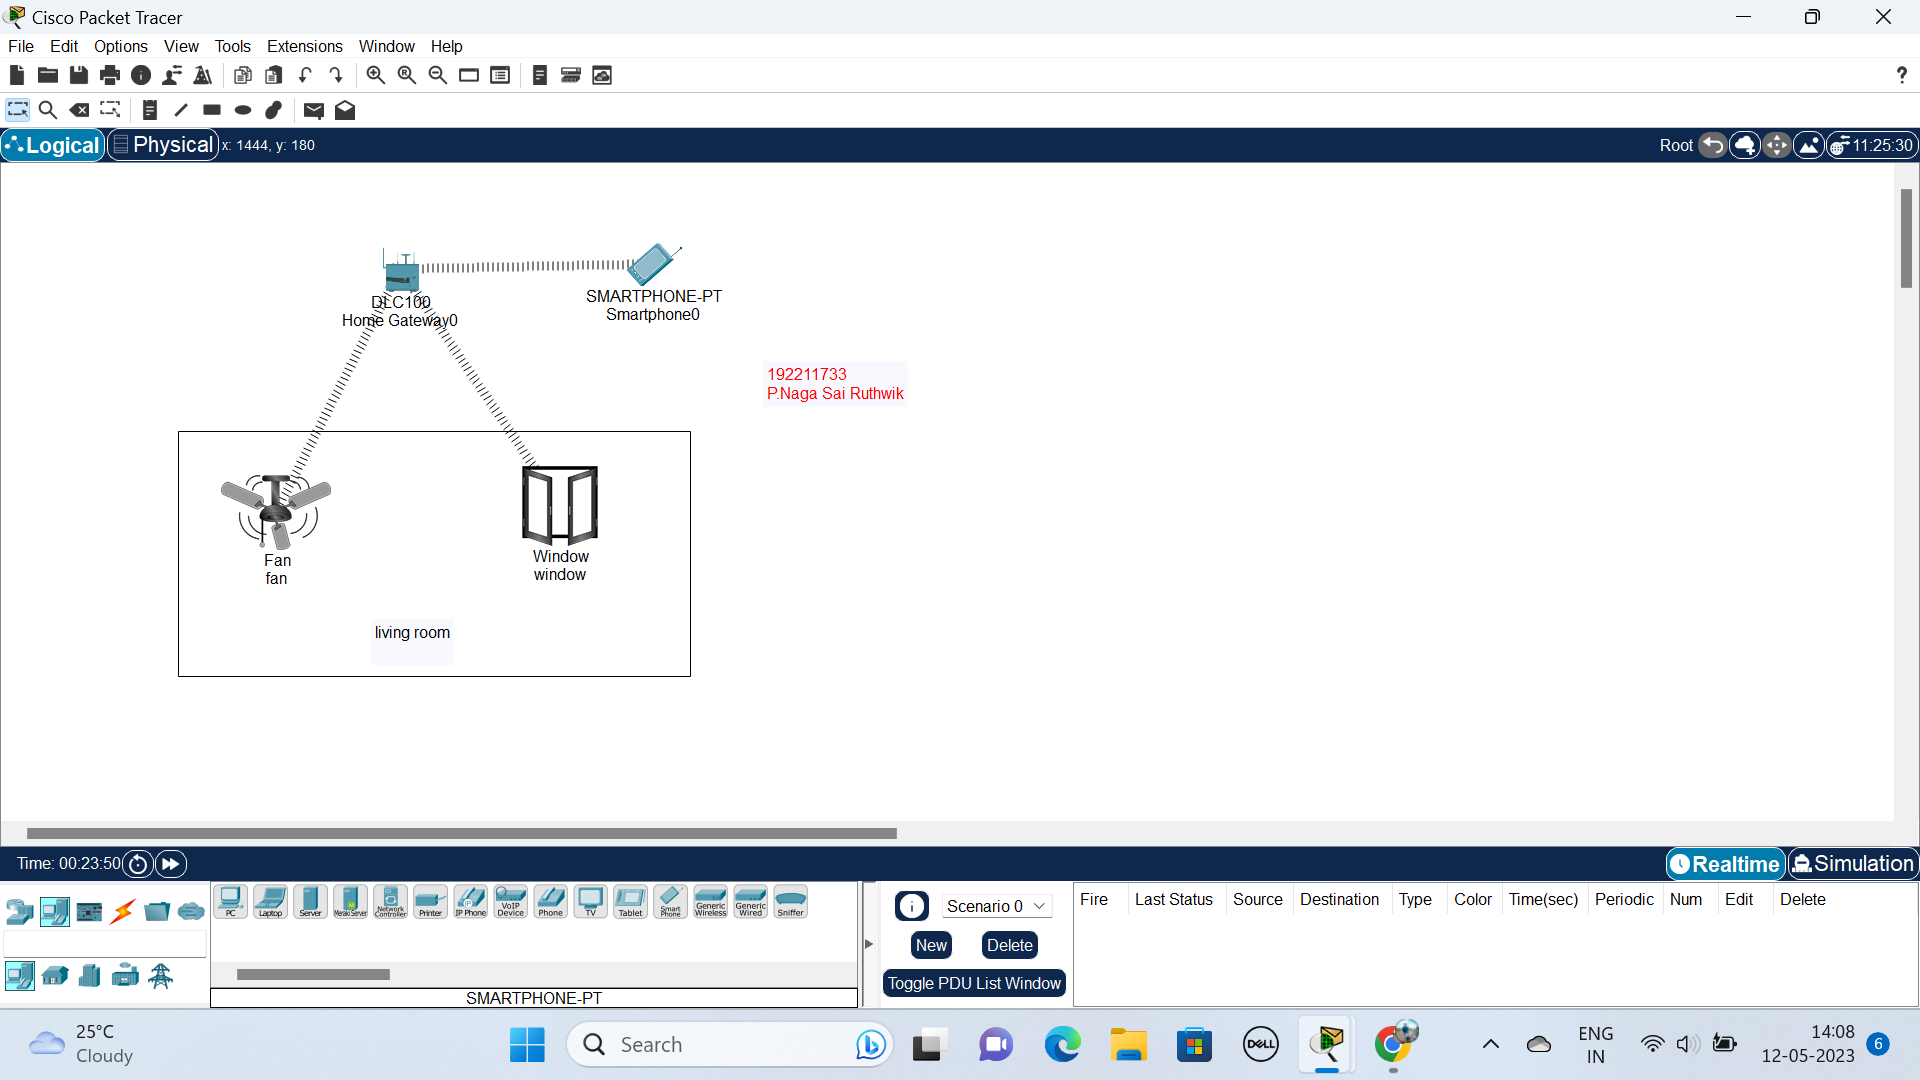 Cisco Packet Tracer
File Edit Options View Tools Extensions Window Help
?
Logical Physical x: 1444, y: 180 Root 11:25:30
DLC100
Home Gateway0
SMARTPHONE-PT
Smartphone0
192211733
P.Naga Sai Ruthwik
Fan
fan
Window
window
living room
Time: 00:23:50 Realtime Simulation
PC Laptop Server Meraki Server Network Controller Printer IP Phone VoIP Device Phone TV Tablet Smart Phone Generic Wireless Generic Wired Sniffer
SMARTPHONE-PT
Scenario 0
New Delete
Toggle PDU List Window
Fire Last Status Source Destination Type Color Time(sec) Periodic Num Edit Delete
25°C
Cloudy
Search
DELL
ENG
IN
14:08
12-05-2023
6